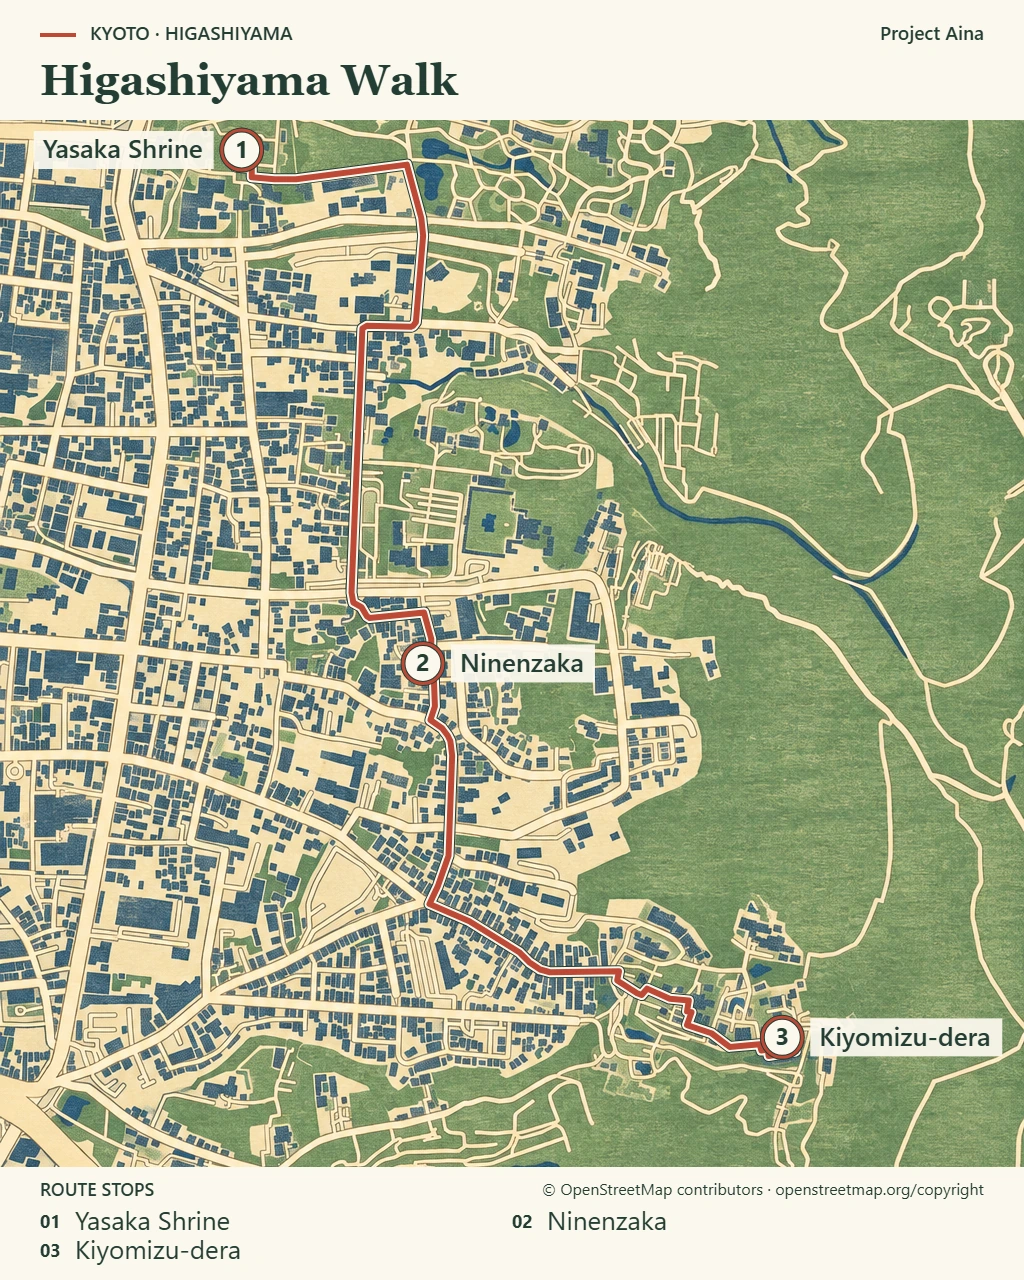 KYOTO · HIGASHIYAMA
Project Aina
Higashiyama Walk
Yasaka Shrine
1
2
Ninenzaka
3
Kiyomizu-dera
ROUTE STOPS
© OpenStreetMap contributors · openstreetmap.org/copyright
01 Yasaka Shrine
02 Ninenzaka
03 Kiyomizu-dera